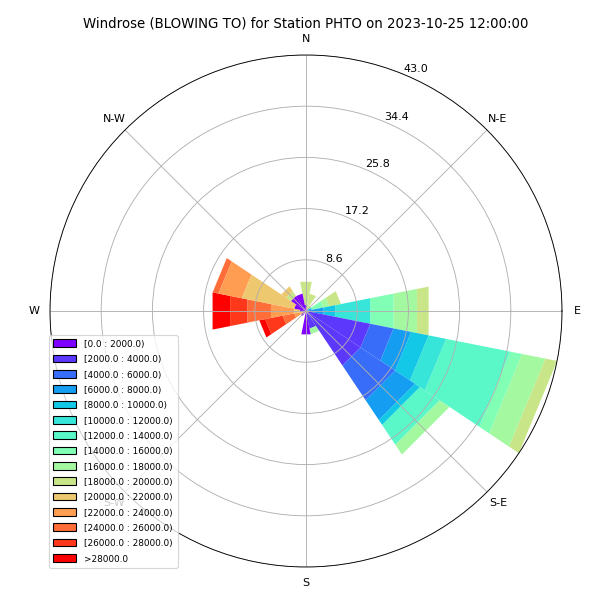 Windrose (BLOWING TO) for Station PHTO on 2023-10-25 12:00:00
N
43.0
N-W
34.4
N-E
25.8
17.2
8.6
W
E
[0.0 : 2000.0)
[2000.0 : 4000.0)
[4000.0 : 6000.0)
[6000.0 : 8000.0)
[8000.0 : 10000.0)
[10000.0 : 12000.0)
[12000.0 : 14000.0)
[14000.0 : 16000.0)
[16000.0 : 18000.0)
[18000.0 : 20000.0)
[20000.0 : 22000.0)
S-W
S-E
[22000.0 : 24000.0)
[24000.0 : 26000.0)
[26000.0 : 28000.0)
>28000.0
S